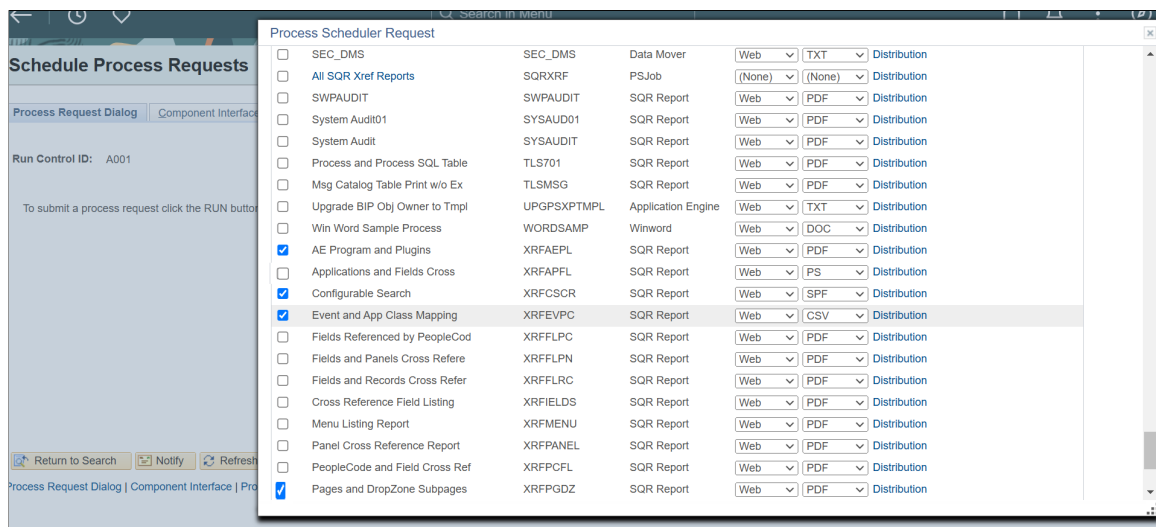 Search in Menu
Process Scheduler Request
Schedule Process Requests
Process Request Dialog
Component Interface
Run Control ID: A001
To submit a process request click the RUN button
Return to Search
Notify
Refresh
Process Request Dialog | Component Interface | Pro
SEC_DMS SEC_DMS Data Mover Web TXT Distribution
All SQR Xref Reports SQRXRF PSJob (None) (None) Distribution
SWPAUDIT SWPAUDIT SQR Report Web PDF Distribution
System Audit01 SYSAUD01 SQR Report Web PDF Distribution
System Audit SYSAUDIT SQR Report Web PDF Distribution
Process and Process SQL Table TLS701 SQR Report Web PDF Distribution
Msg Catalog Table Print w/o Ex TLSMSG SQR Report Web PDF Distribution
Upgrade BIP Obj Owner to Tmpl UPGPSXPTMPL Application Engine Web TXT Distribution
Win Word Sample Process WORDSAMP Winword Web DOC Distribution
AE Program and Plugins XRFAEPL SQR Report Web PDF Distribution
Applications and Fields Cross XRFAPFL SQR Report Web PS Distribution
Configurable Search XRFCSCR SQR Report Web SPF Distribution
Event and App Class Mapping XRFEVPC SQR Report Web CSV Distribution
Fields Referenced by PeopleCod XRFFLPC SQR Report Web PDF Distribution
Fields and Panels Cross Refere XRFFLPN SQR Report Web PDF Distribution
Fields and Records Cross Refer XRFFLRC SQR Report Web PDF Distribution
Cross Reference Field Listing XRFIELDS SQR Report Web PDF Distribution
Menu Listing Report XRFMENU SQR Report Web PDF Distribution
Panel Cross Reference Report XRFPANEL SQR Report Web PDF Distribution
PeopleCode and Field Cross Ref XRFPCFL SQR Report Web PDF Distribution
Pages and DropZone Subpages XRFPGDZ SQR Report Web PDF Distribution